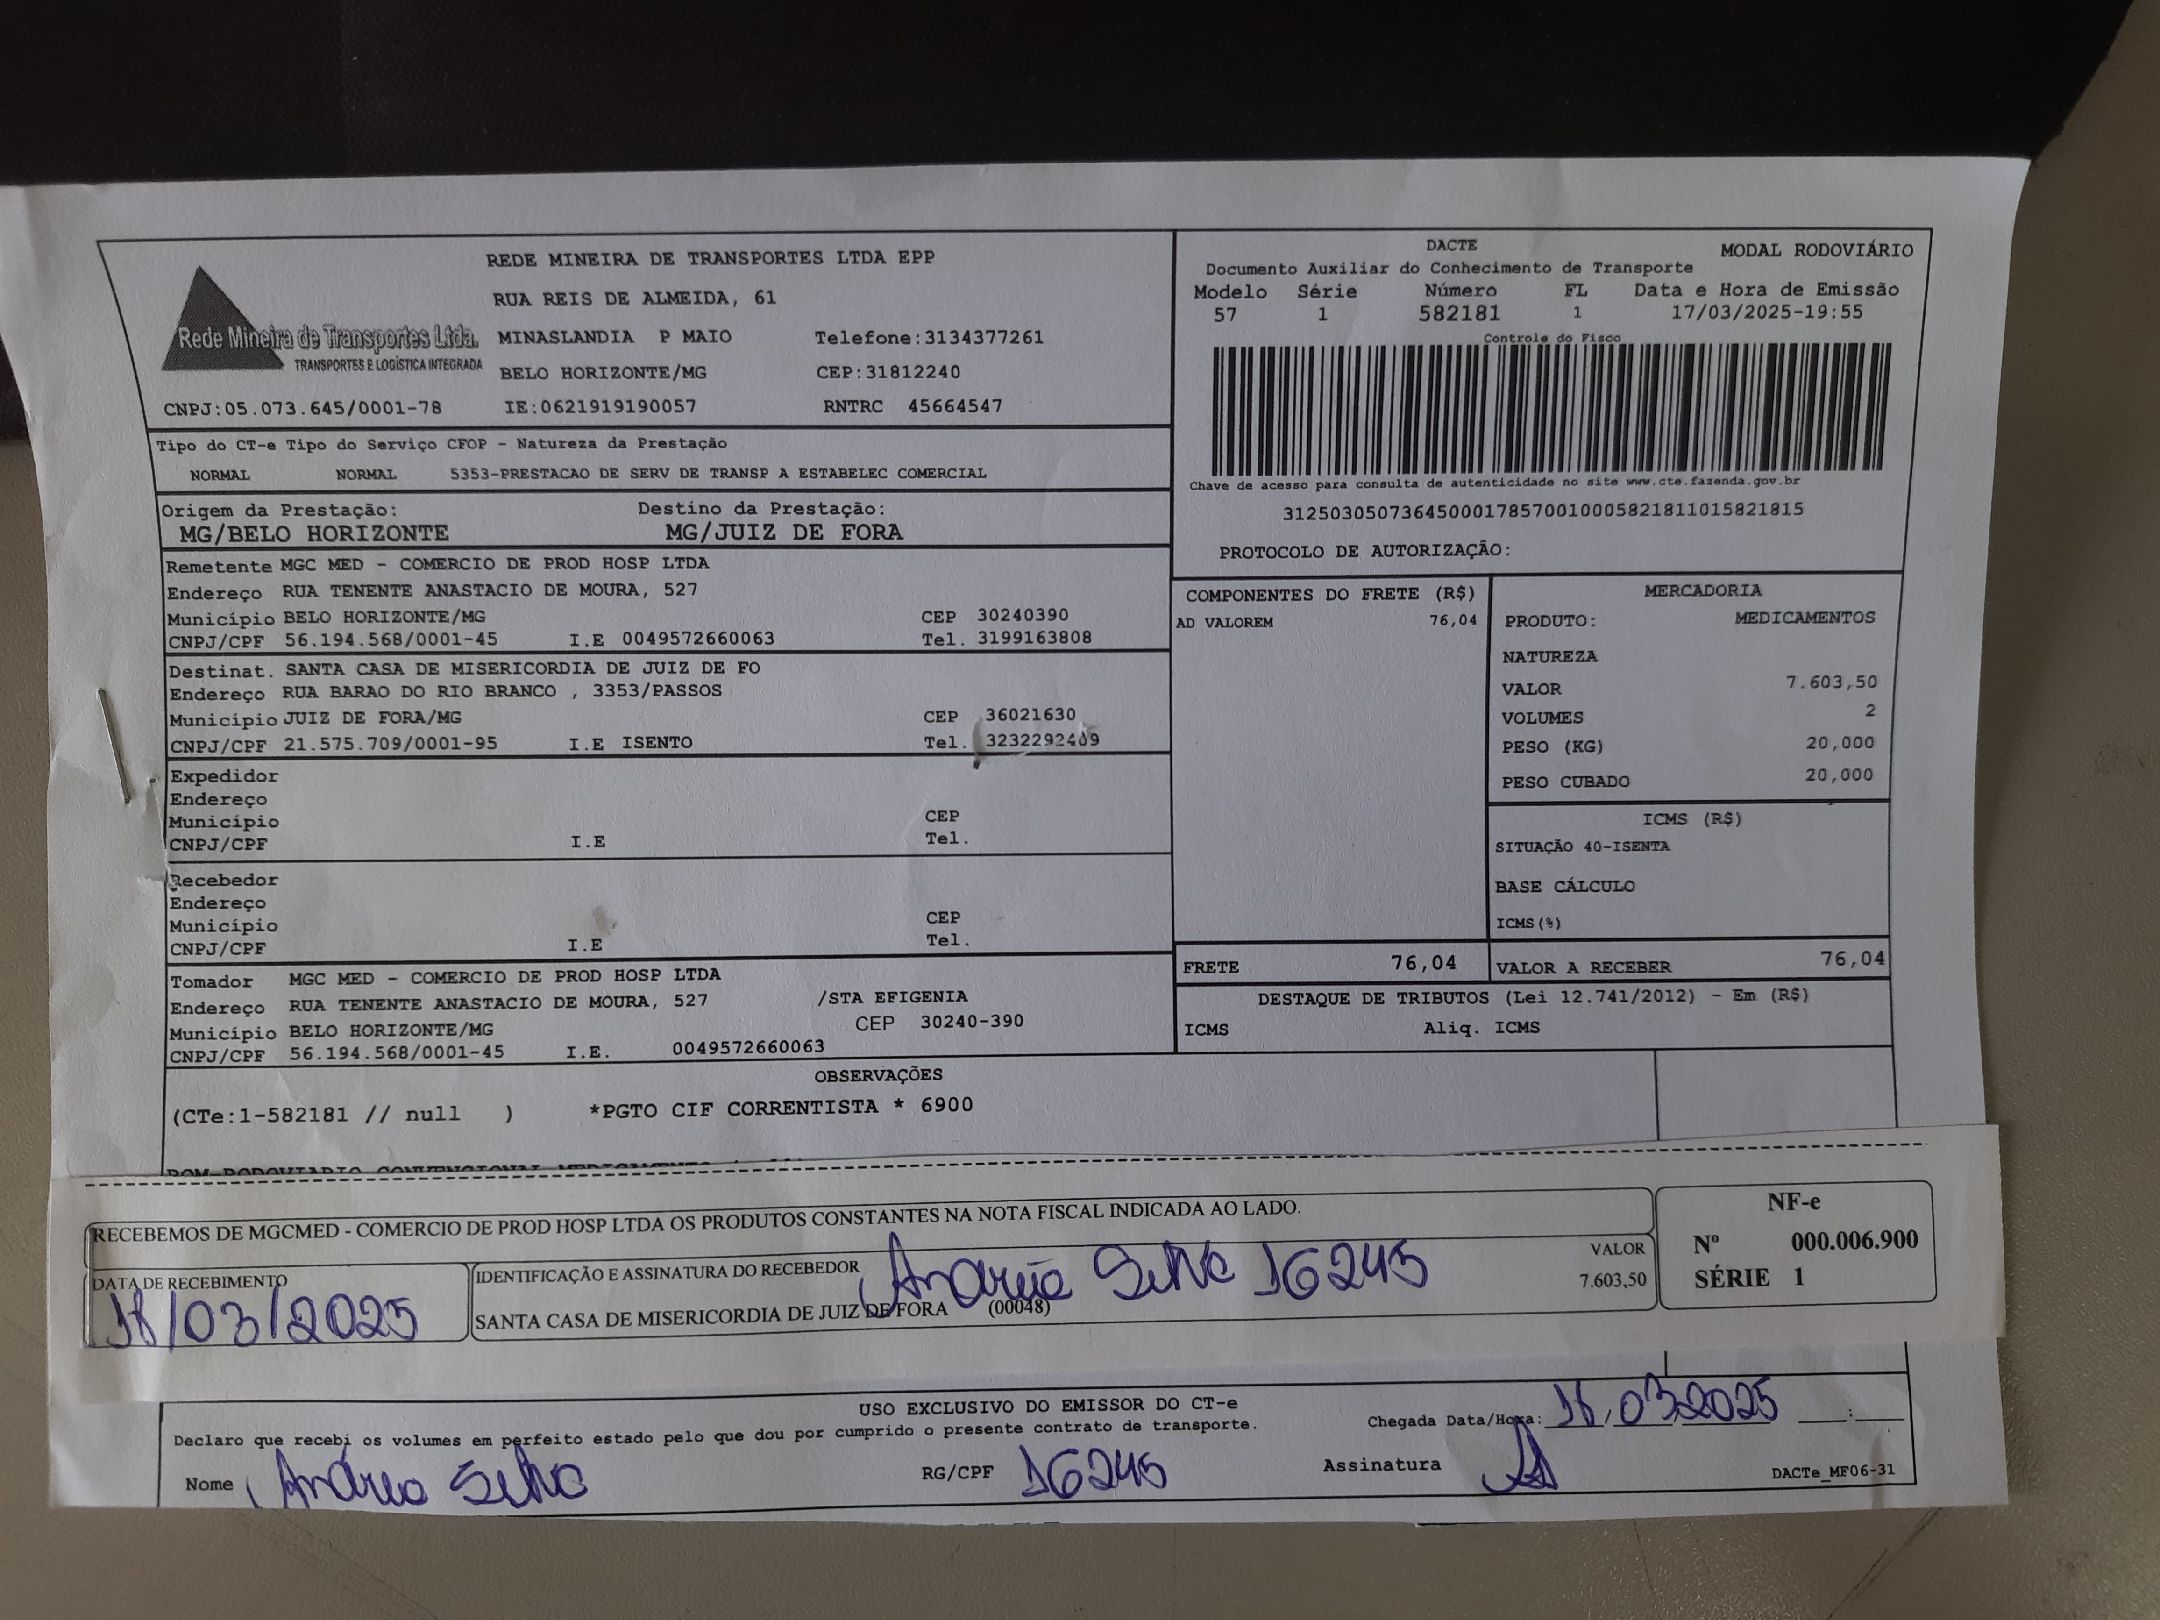 REDE MINEIRA DE TRANSPORTES LTDA EPP
RUA REIS DE ALMEIDA, 61
MINASLANDIA P MAIO Telefone:3134377261
BELO HORIZONTE/MG CEP:31812240
Rede Mineira de Transportes Ltda.
TRANSPORTES E LOGÍSTICA INTEGRADA
CNPJ:05.073.645/0001-78 IE:0621919190057 RNTRC 45664547
DACTE MODAL RODOVIÁRIO
Documento Auxiliar do Conhecimento de Transporte
Modelo Série Número FL Data e Hora de Emissão
57 1 582181 1 17/03/2025-19:55
Controle do Fisco
Chave de acesso para consulta de autenticidade no site www.cte.fazenda.gov.br
31250305073645000178570010005821811015821815
PROTOCOLO DE AUTORIZAÇÃO:
Tipo do CT-e Tipo do Serviço CFOP - Natureza da Prestação
NORMAL NORMAL 5353-PRESTACAO DE SERV DE TRANSP A ESTABELEC COMERCIAL
Origem da Prestação: Destino da Prestação:
MG/BELO HORIZONTE MG/JUIZ DE FORA
Remetente MGC MED - COMERCIO DE PROD HOSP LTDA
Endereço RUA TENENTE ANASTACIO DE MOURA, 527
Município BELO HORIZONTE/MG CEP 30240390
CNPJ/CPF 56.194.568/0001-45 I.E 0049572660063 Tel. 3199163808
Destinat. SANTA CASA DE MISERICORDIA DE JUIZ DE FO
Endereço RUA BARAO DO RIO BRANCO , 3353/PASSOS
Município JUIZ DE FORA/MG CEP 36021630
CNPJ/CPF 21.575.709/0001-95 I.E ISENTO Tel. 3232292409
Expedidor
Endereço
Município CEP
CNPJ/CPF I.E Tel.
Recebedor
Endereço
Município CEP
CNPJ/CPF I.E Tel.
Tomador MGC MED - COMERCIO DE PROD HOSP LTDA
Endereço RUA TENENTE ANASTACIO DE MOURA, 527 /STA EFIGENIA
Município BELO HORIZONTE/MG CEP 30240-390
CNPJ/CPF 56.194.568/0001-45 I.E. 0049572660063
COMPONENTES DO FRETE (R$)
AD VALOREM 76,04
MERCADORIA
PRODUTO: MEDICAMENTOS
NATUREZA
VALOR 7.603,50
VOLUMES 2
PESO (KG) 20,000
PESO CUBADO 20,000
ICMS (R$)
SITUAÇÃO 40-ISENTA
BASE CÁLCULO
ICMS(%)
FRETE 76,04 VALOR A RECEBER 76,04
DESTAQUE DE TRIBUTOS (Lei 12.741/2012) - Em (R$)
ICMS Aliq. ICMS
OBSERVAÇÕES
(CTe:1-582181 // null ) *PGTO CIF CORRENTISTA * 6900
RECEBEMOS DE MGCMED - COMERCIO DE PROD HOSP LTDA OS PRODUTOS CONSTANTES NA NOTA FISCAL INDICADA AO LADO.
DATA DE RECEBIMENTO
18/03/2025
IDENTIFICAÇÃO E ASSINATURA DO RECEBEDOR Andréa Silva 16245
SANTA CASA DE MISERICORDIA DE JUIZ DE FORA (00048)
VALOR
7.603,50
NF-e
Nº 000.006.900
SÉRIE 1
USO EXCLUSIVO DO EMISSOR DO CT-e
Declaro que recebi os volumes em perfeito estado pelo que dou por cumprido o presente contrato de transporte.
Chegada Data/Hora: 18/03/2025 ___:___
Nome Andréa Silva RG/CPF 16245 Assinatura
DACTe_MF06-31